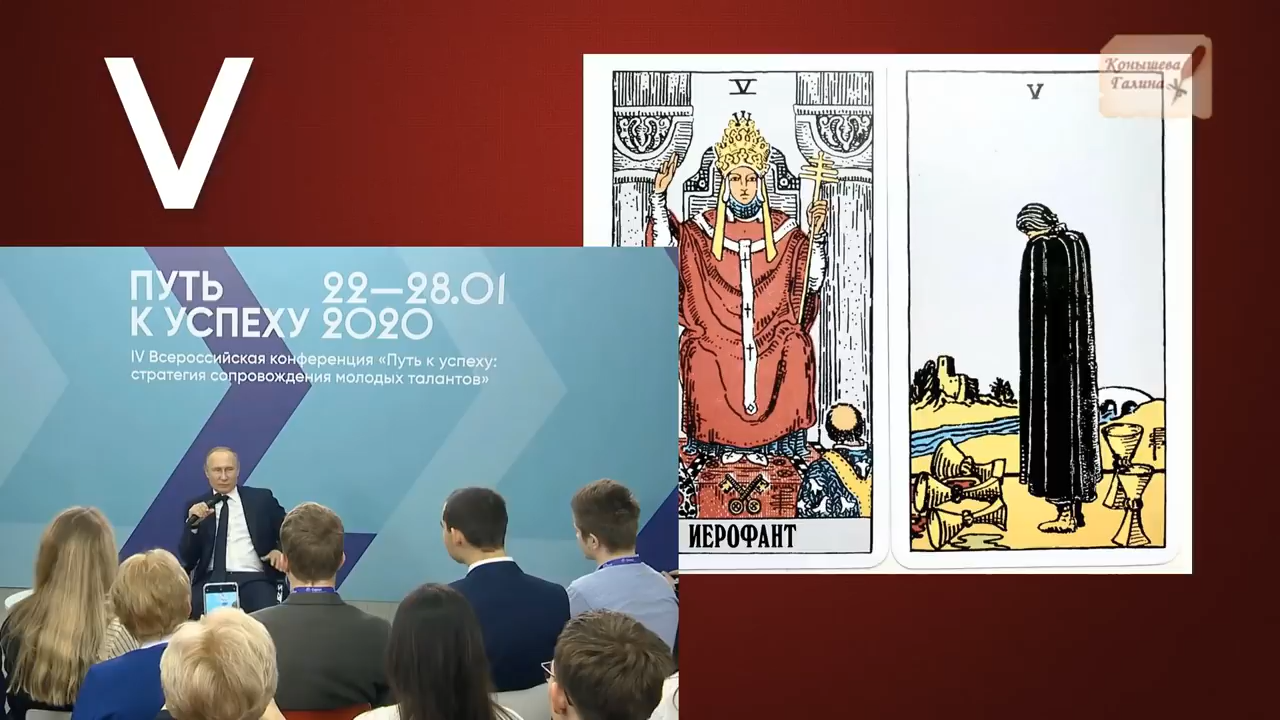 V
V
V
Конышева
Галина
ИЕРОФАНТ
ПУТЬ
К УСПЕХУ
22—28.01
2020
IV Всероссийская конференция «Путь к успеху:
стратегия сопровождения молодых талантов»